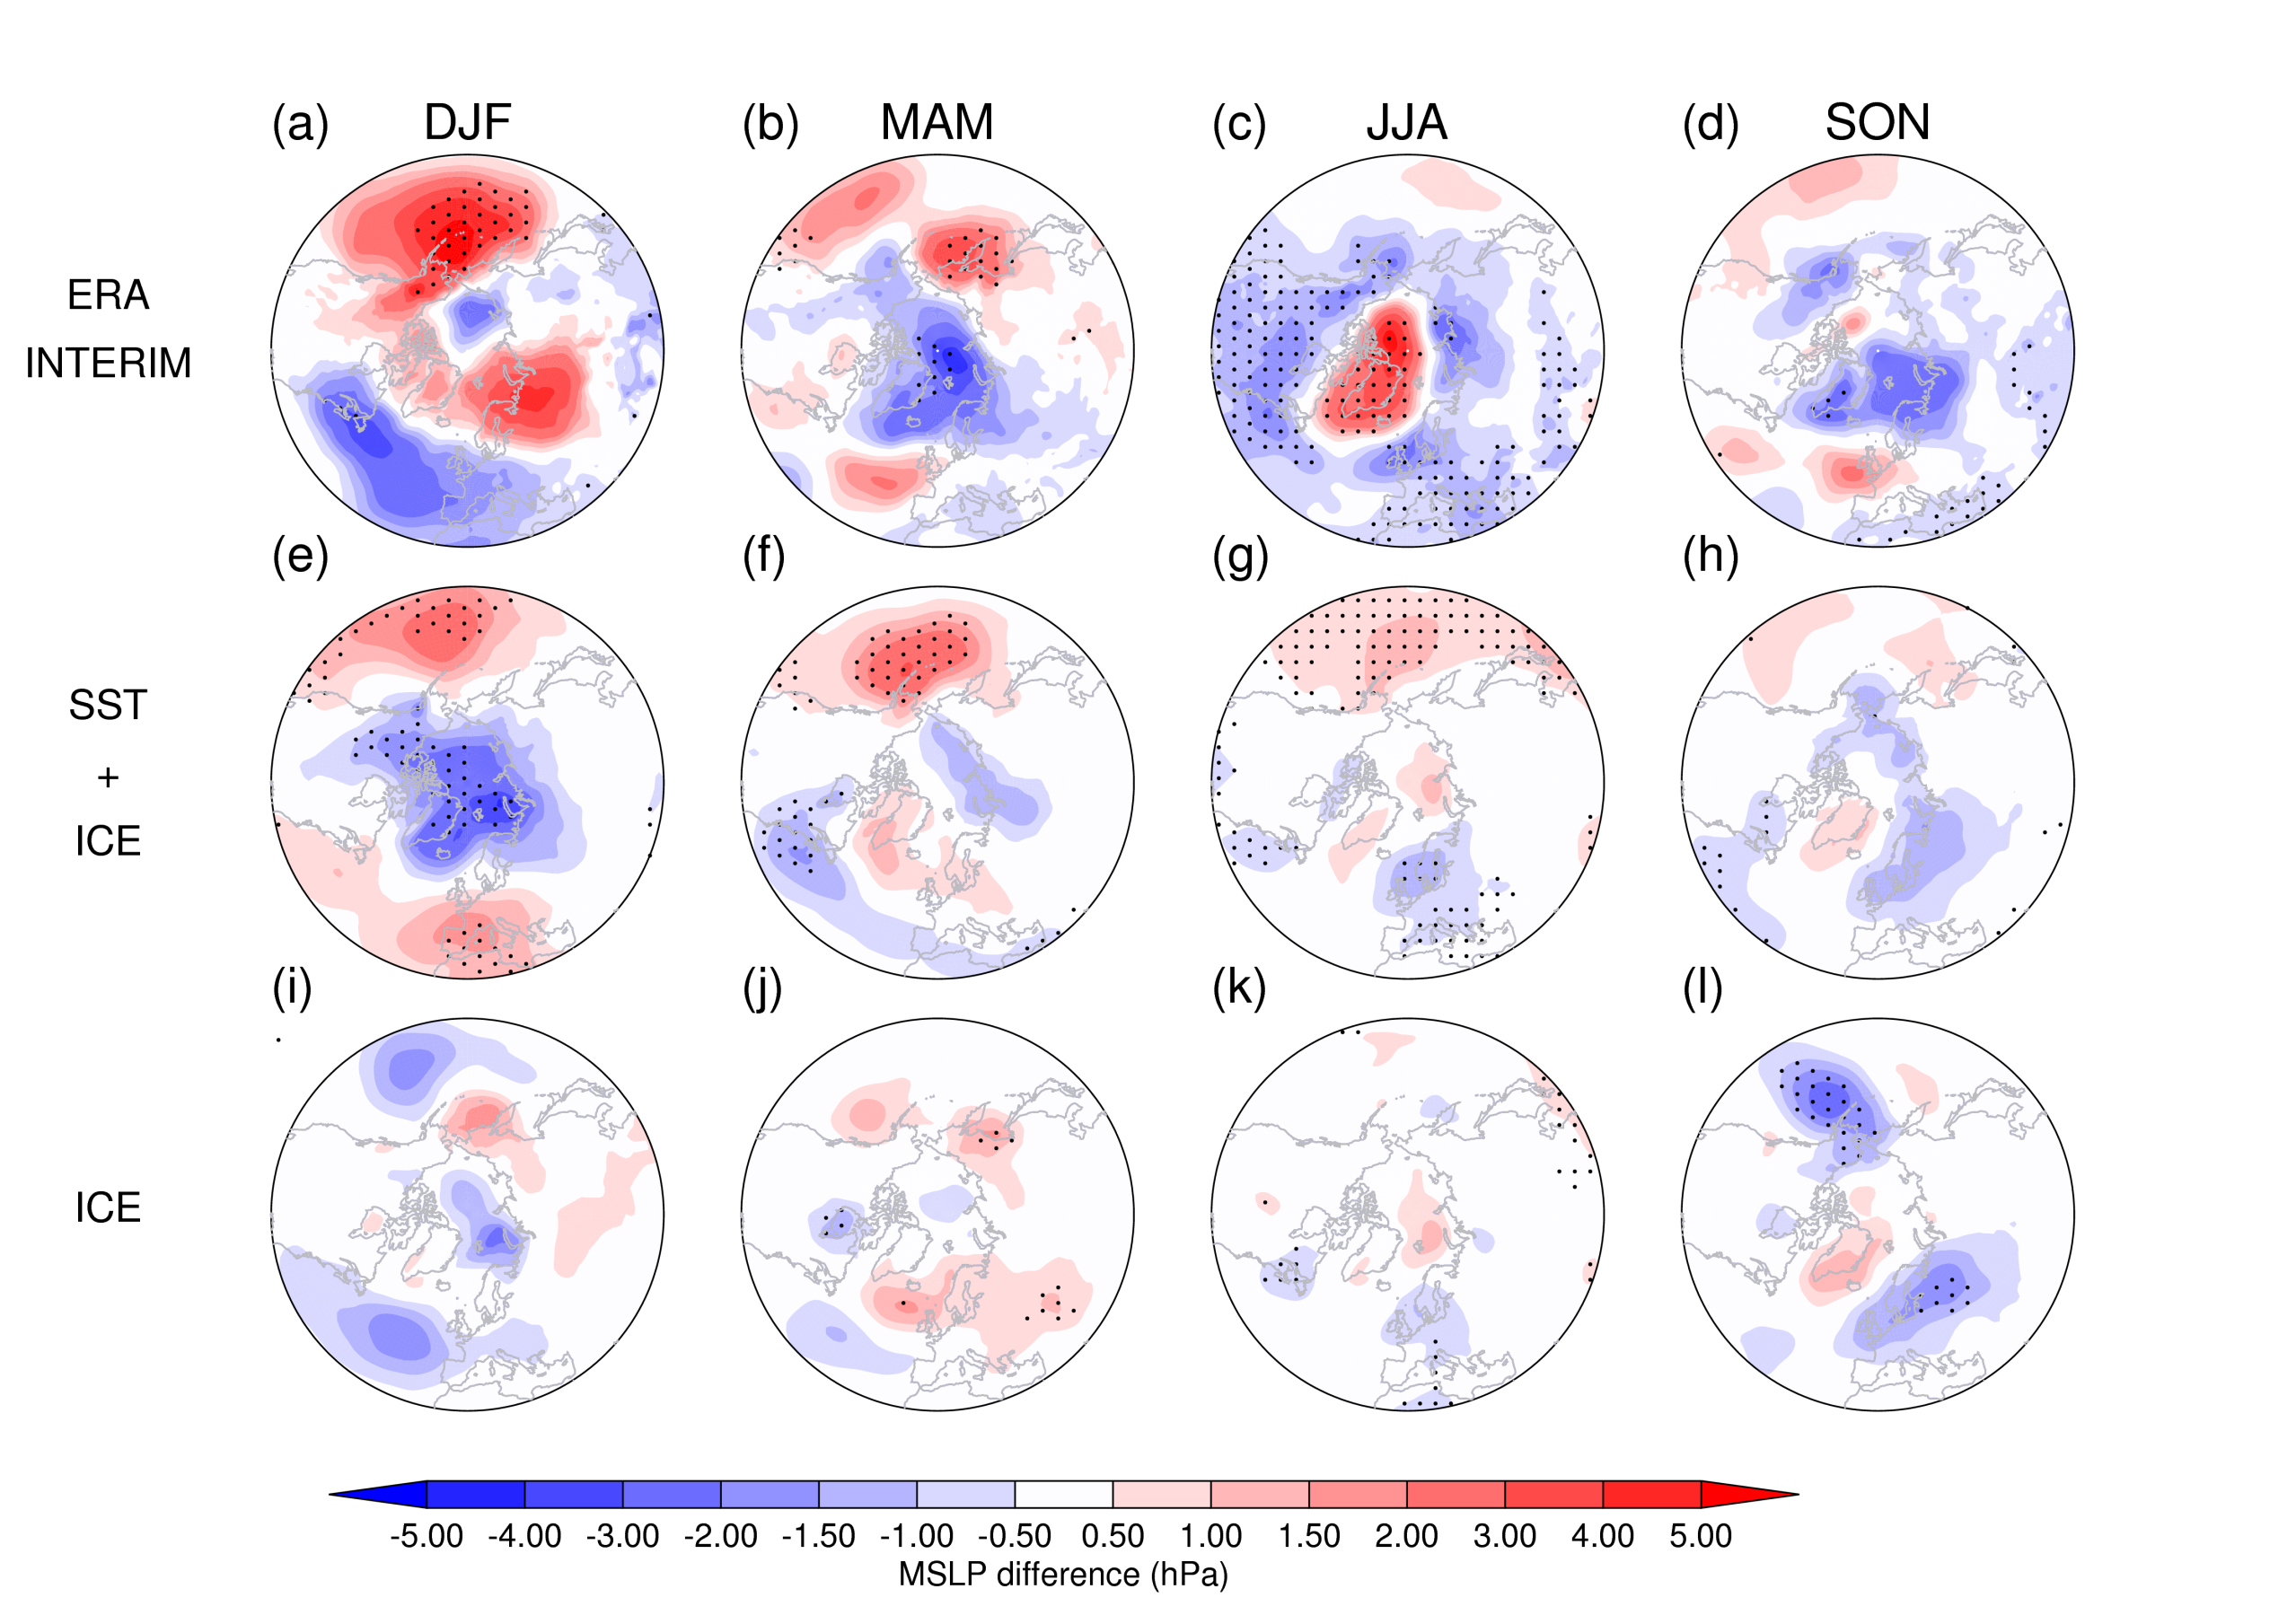 (a) DJF (b) MAM (c) JJA (d) SON
ERA
INTERIM
(e) (f) (g) (h)
SST
+
ICE
(i) (j) (k) (l)
ICE
-5.00 -4.00 -3.00 -2.00 -1.50 -1.00 -0.50 0.50 1.00 1.50 2.00 3.00 4.00 5.00
MSLP difference (hPa)